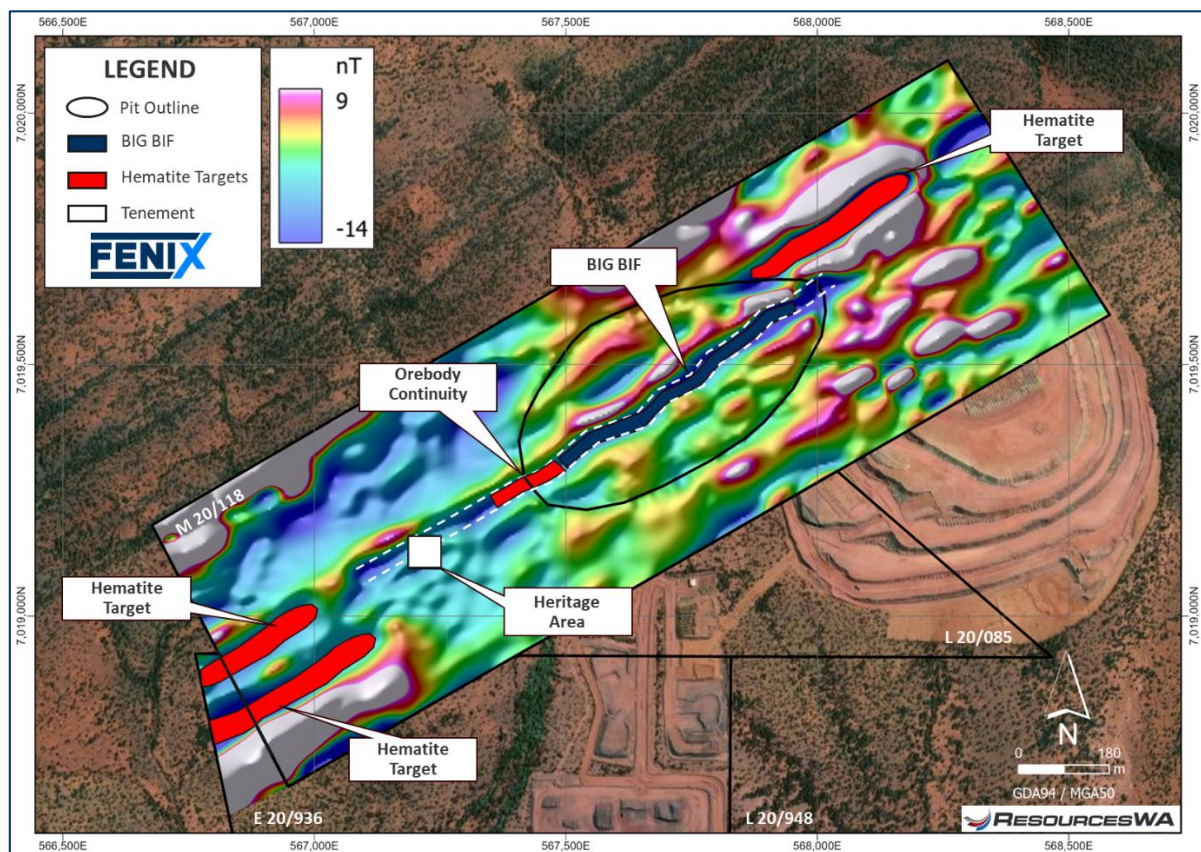 566,500E
567,000E
567,500E
568,000E
568,500E
7,020,000N
7,020,000N
7,019,500N
7,019,500N
7,019,000N
7,019,000N
LEGEND
Pit Outline
BIG BIF
Hematite Targets
Tenement
FENIX
nT
9
-14
Hematite
Target
BIG BIF
Orebody
Continuity
M 20/118
Hematite
Target
Heritage
Area
L 20/085
Hematite
Target
N
0 180
m
GDA94 / MGA50
E 20/936
L 20/948
RESOURCESWA
566,500E
567,000E
567,500E
568,000E
568,500E